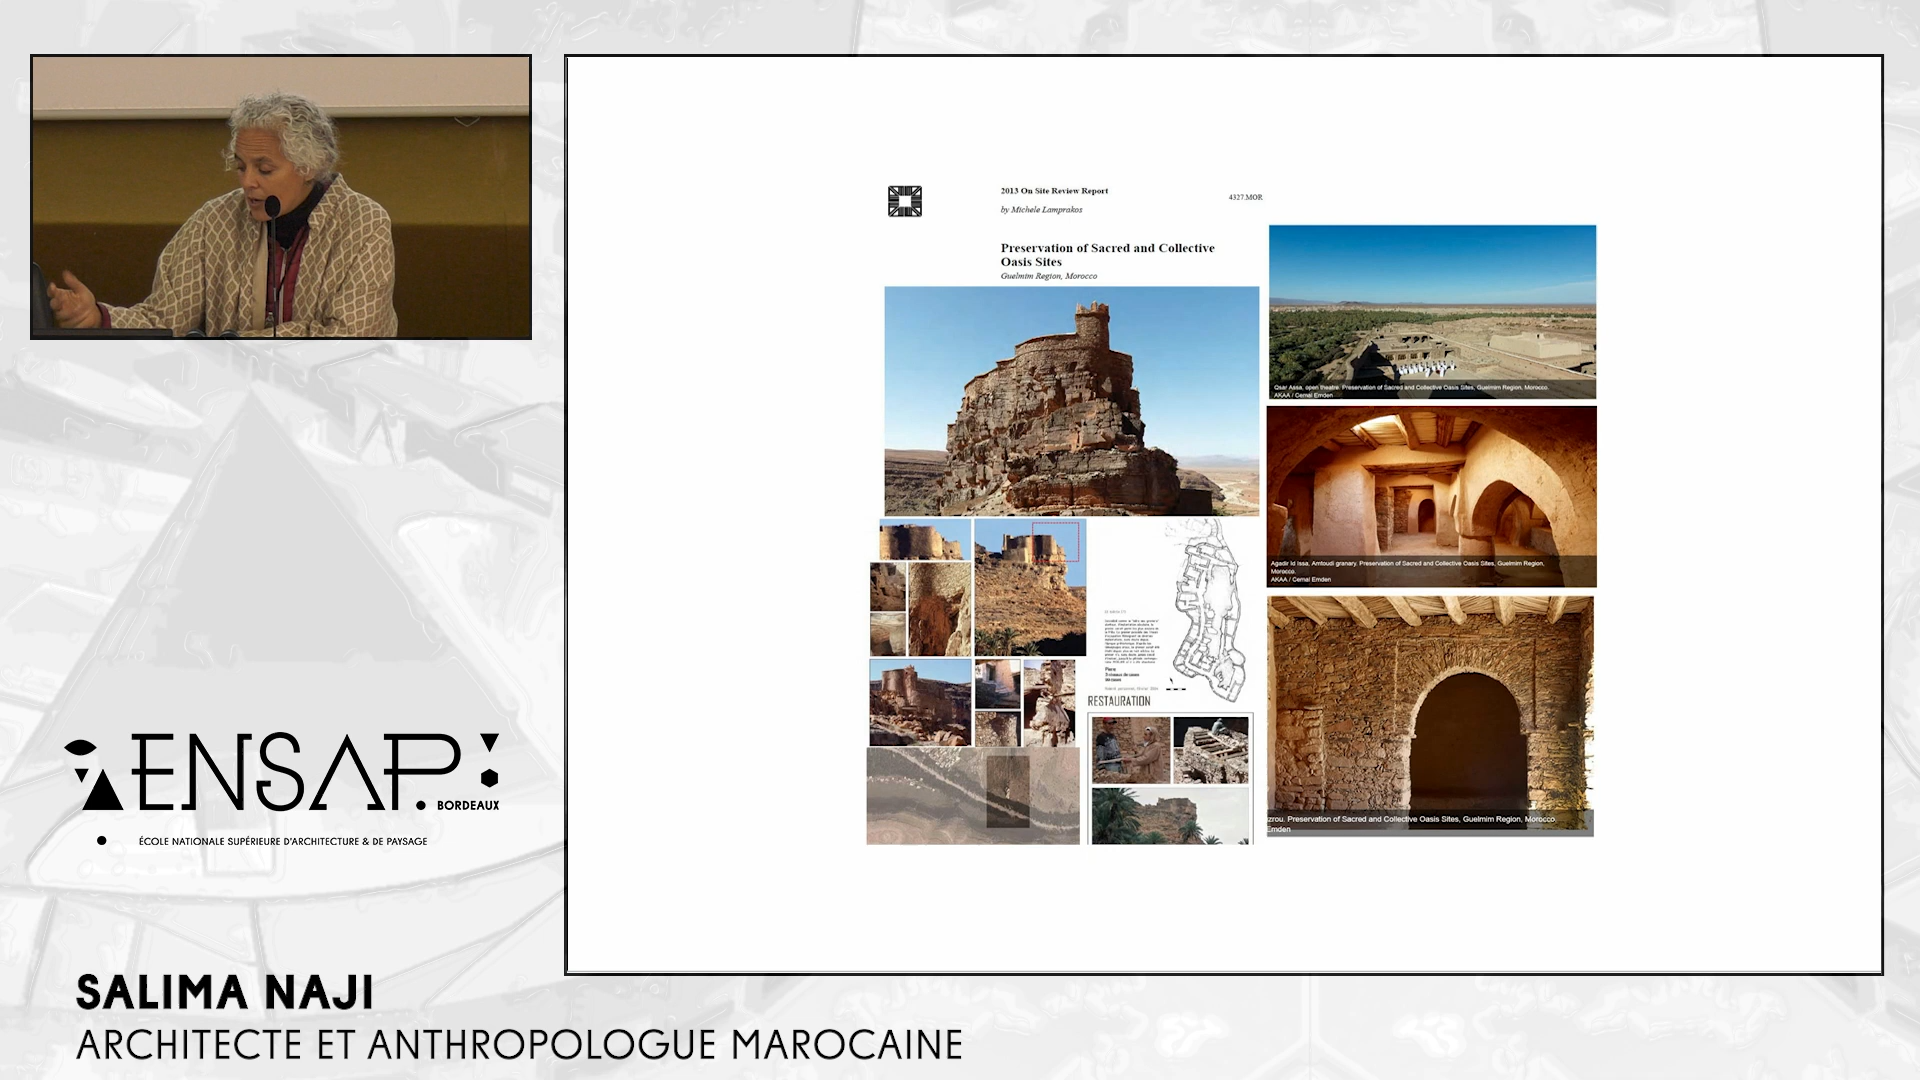 2013 On Site Review Report
4327.MOR
by Michele Lamprakos
Preservation of Sacred and Collective
Oasis Sites
Guelmim Region, Morocco
Qsar Assa, open theatre. Preservation of Sacred and Collective Oasis Sites, Guelmim Region, Morocco.
AKAA / Cemal Emden
Agadir Id Issa, Amtoudi granary. Preservation of Sacred and Collective Oasis Sites, Guelmim Region,
Morocco.
AKAA / Cemal Emden
RESTAURATION
zrou. Preservation of Sacred and Collective Oasis Sites, Guelmim Region, Morocco.
Emden
ENSAP
BORDEAUX
ÉCOLE NATIONALE SUPÉRIEURE D'ARCHITECTURE & DE PAYSAGE
SALIMA NAJI
ARCHITECTE ET ANTHROPOLOGUE MAROCAINE